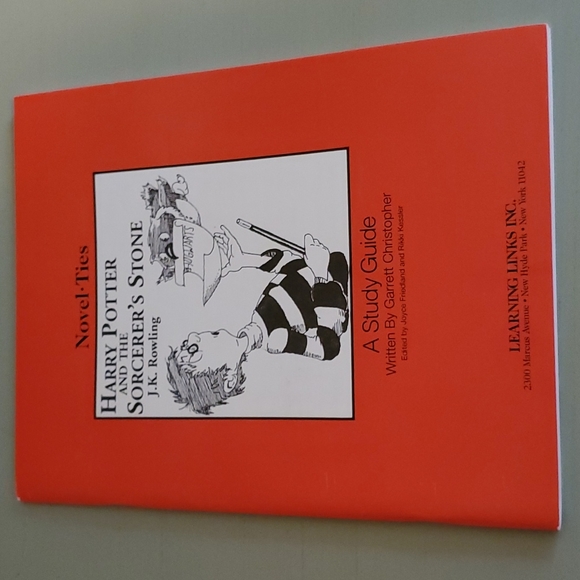 Novel·Ties
HARRY POTTER
AND THE
SORCERER'S STONE
J.K. Rowling
A Study Guide
Written By Garrett Christopher
Edited by Joyce Friedland and Rikki Kessler
LEARNING LINKS INC.
2300 Marcus Avenue • New Hyde Park • New York 11042